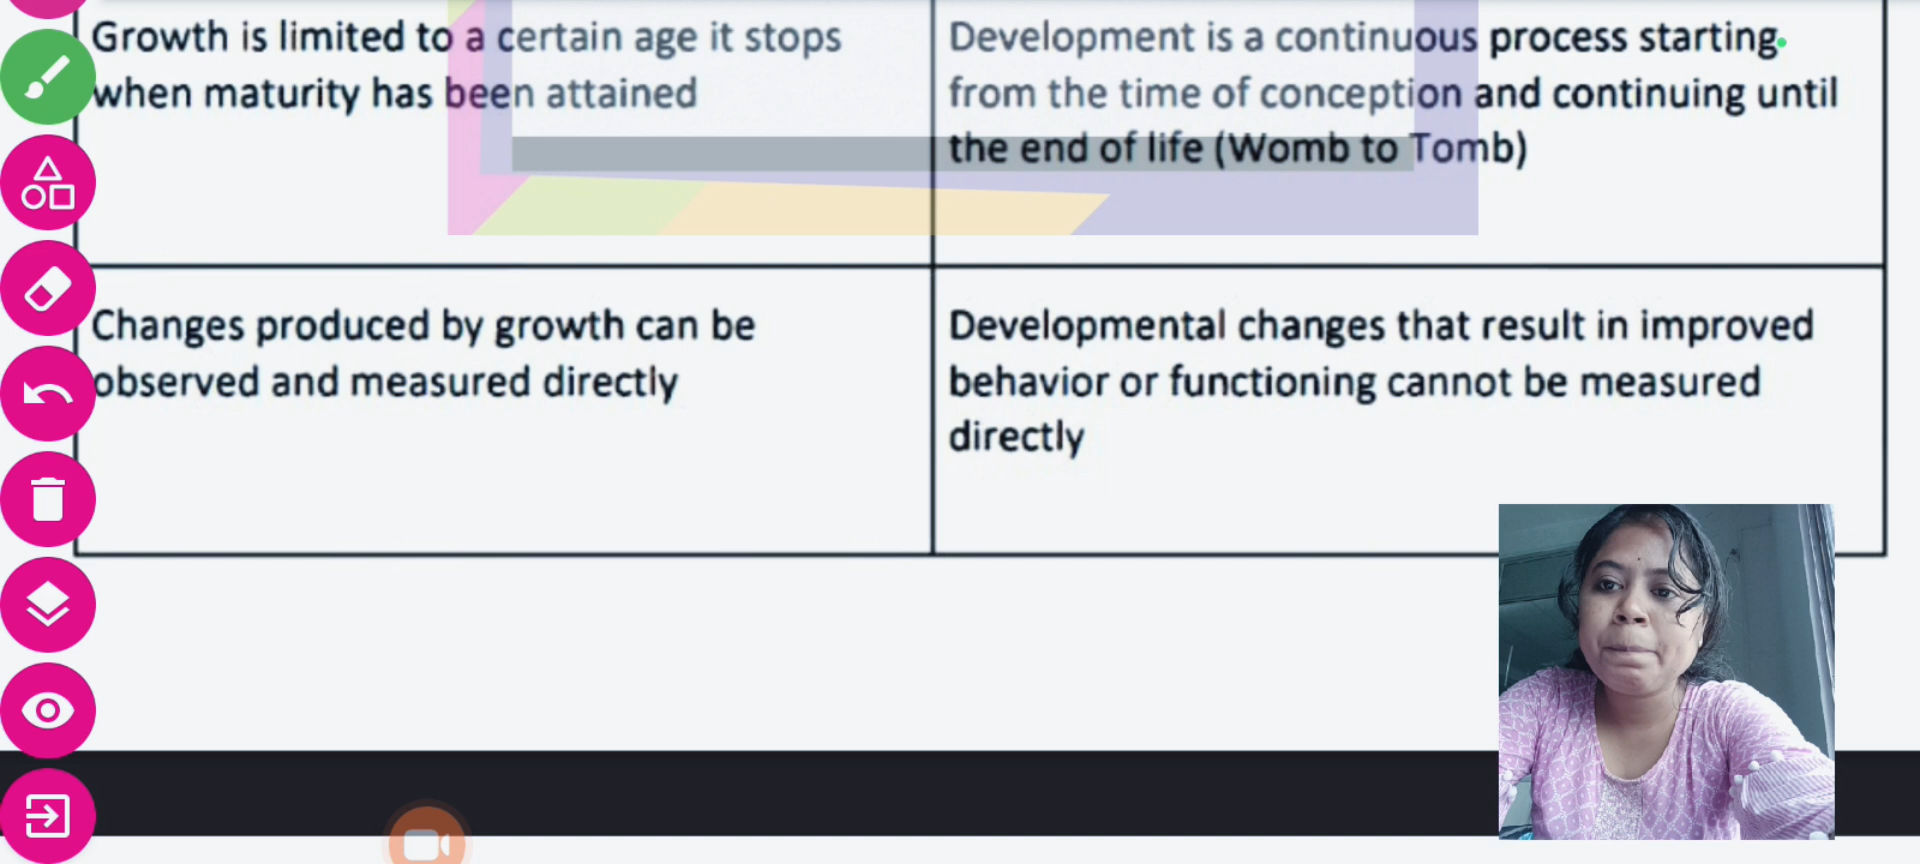 Growth is limited to a certain age it stops
when maturity has been attained
Development is a continuous process starting
from the time of conception and continuing until
the end of life (Womb to Tomb)
Changes produced by growth can be
observed and measured directly
Developmental changes that result in improved
behavior or functioning cannot be measured
directly